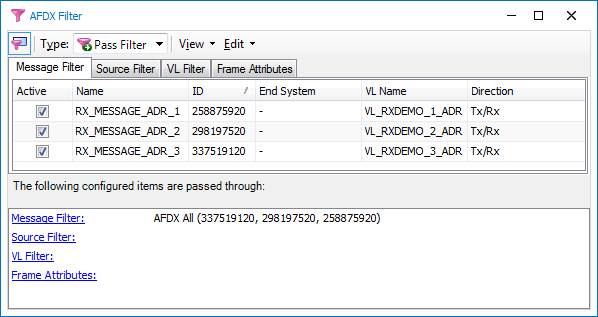 AFDX Filter
Type: Pass Filter View Edit
Message Filter Source Filter VL Filter Frame Attributes
Active Name ID End System VL Name Direction
RX_MESSAGE_ADR_1 258875920 - VL_RXDEMO_1_ADR Tx/Rx
RX_MESSAGE_ADR_2 298197520 - VL_RXDEMO_2_ADR Tx/Rx
RX_MESSAGE_ADR_3 337519120 - VL_RXDEMO_3_ADR Tx/Rx
The following configured items are passed through:
Message Filter: AFDX All (337519120, 298197520, 258875920)
Source Filter:
VL Filter:
Frame Attributes: